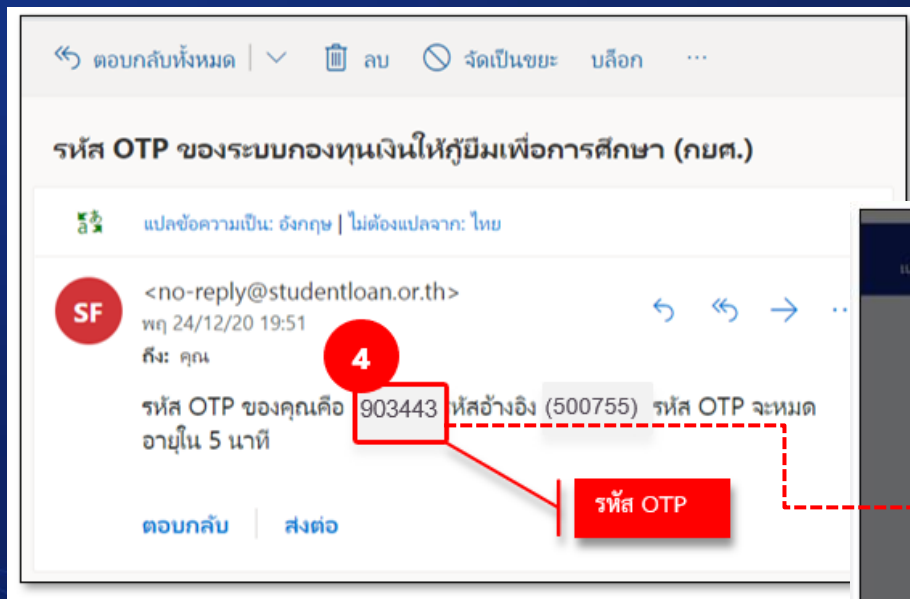 ตอบกลับทั้งหมด ลบ จัดเป็นขยะ บล็อก ...
รหัส OTP ของระบบกองทุนเงินให้กู้ยืมเพื่อการศึกษา (กยศ.)
แปลข้อความเป็น: อังกฤษ | ไม่ต้องแปลจาก: ไทย
SF
<no-reply@studentloan.or.th>
พฤ 24/12/20 19:51
ถึง: คุณ
4
รหัส OTP ของคุณคือ 903443 หัสอ้างอิง (500755) รหัส OTP จะหมด
อายุใน 5 นาที
รหัส OTP
ตอบกลับ ส่งต่อ